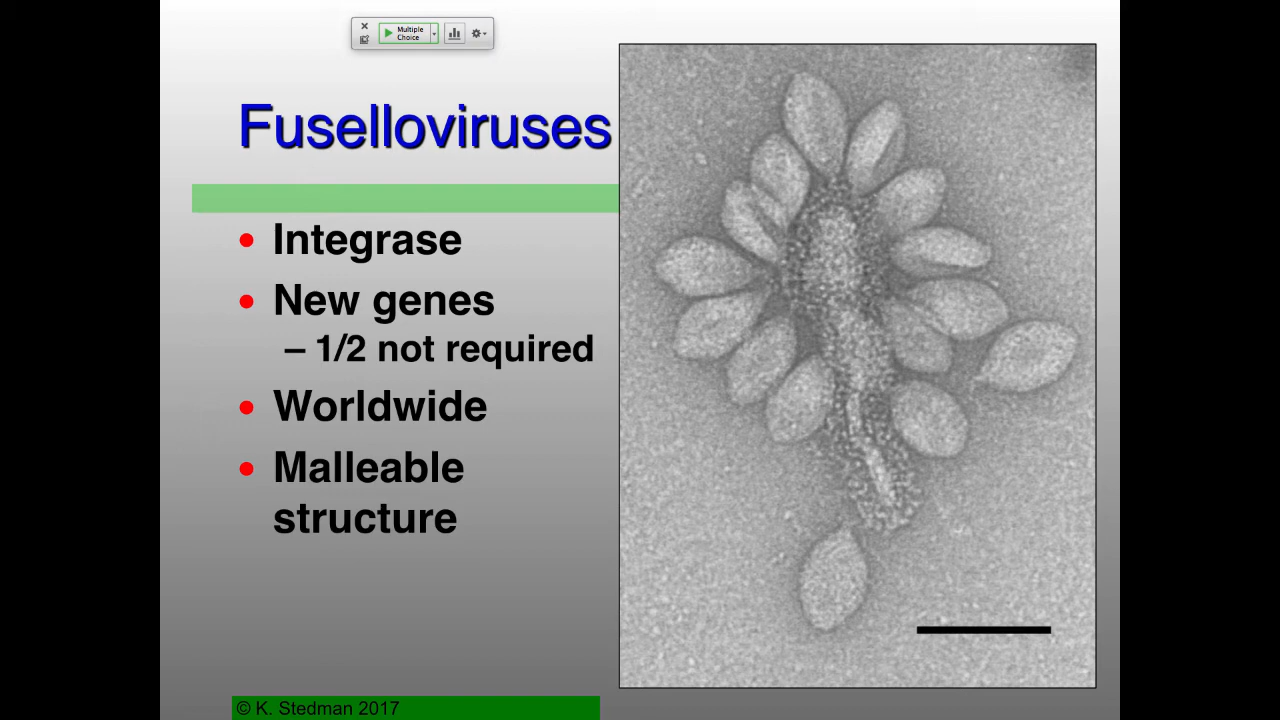 Multiple
Choice
Fuselloviruses
• Integrase
• New genes
– 1/2 not required
• Worldwide
• Malleable
structure
© K. Stedman 2017